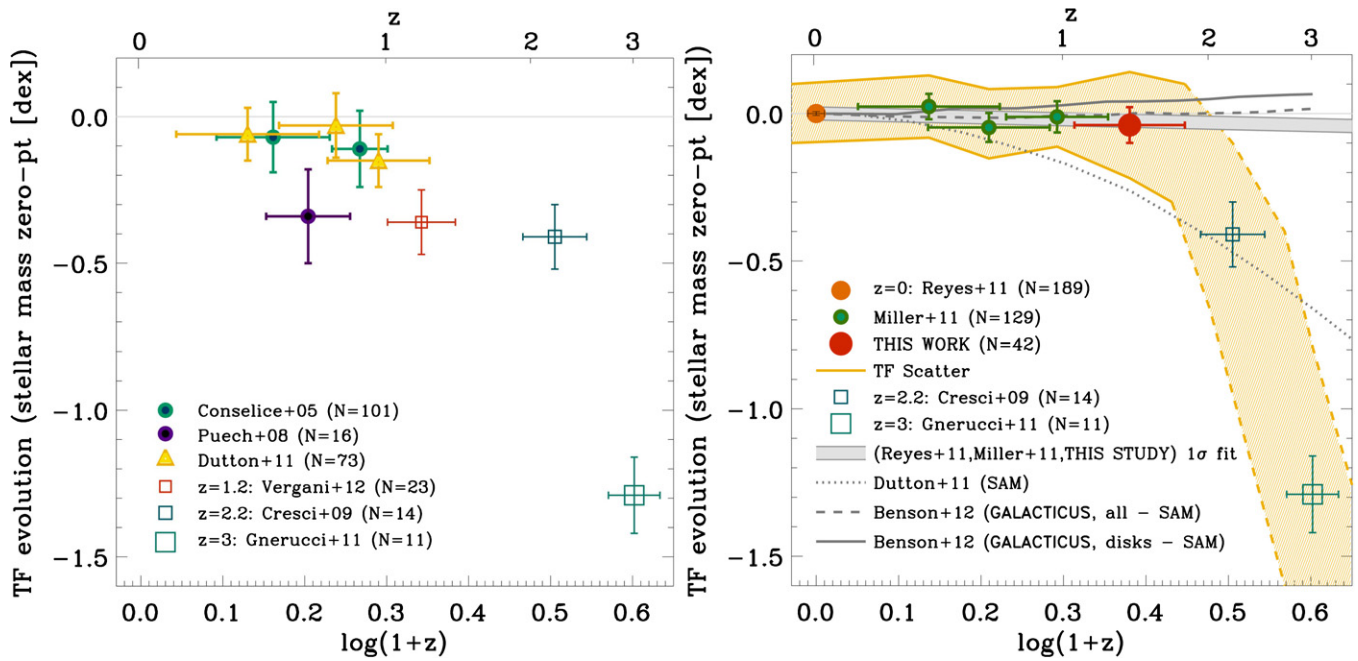 z
0 1 2 3
TF evolution (stellar mass zero-pt [dex])
0.0
−0.5
−1.0
−1.5
Conselice+05 (N=101)
Puech+08 (N=16)
Dutton+11 (N=73)
z=1.2: Vergani+12 (N=23)
z=2.2: Cresci+09 (N=14)
z=3: Gnerucci+11 (N=11)
0.0 0.1 0.2 0.3 0.4 0.5 0.6
log(1+z)
z
0 1 2 3
TF evolution (stellar mass zero-pt [dex])
0.0
−0.5
−1.0
−1.5
z=0: Reyes+11 (N=189)
Miller+11 (N=129)
THIS WORK (N=42)
TF Scatter
z=2.2: Cresci+09 (N=14)
z=3: Gnerucci+11 (N=11)
(Reyes+11,Miller+11,THIS STUDY) 1σ fit
Dutton+11 (SAM)
Benson+12 (GALACTICUS, all − SAM)
Benson+12 (GALACTICUS, disks − SAM)
0.0 0.1 0.2 0.3 0.4 0.5 0.6
log(1+z)